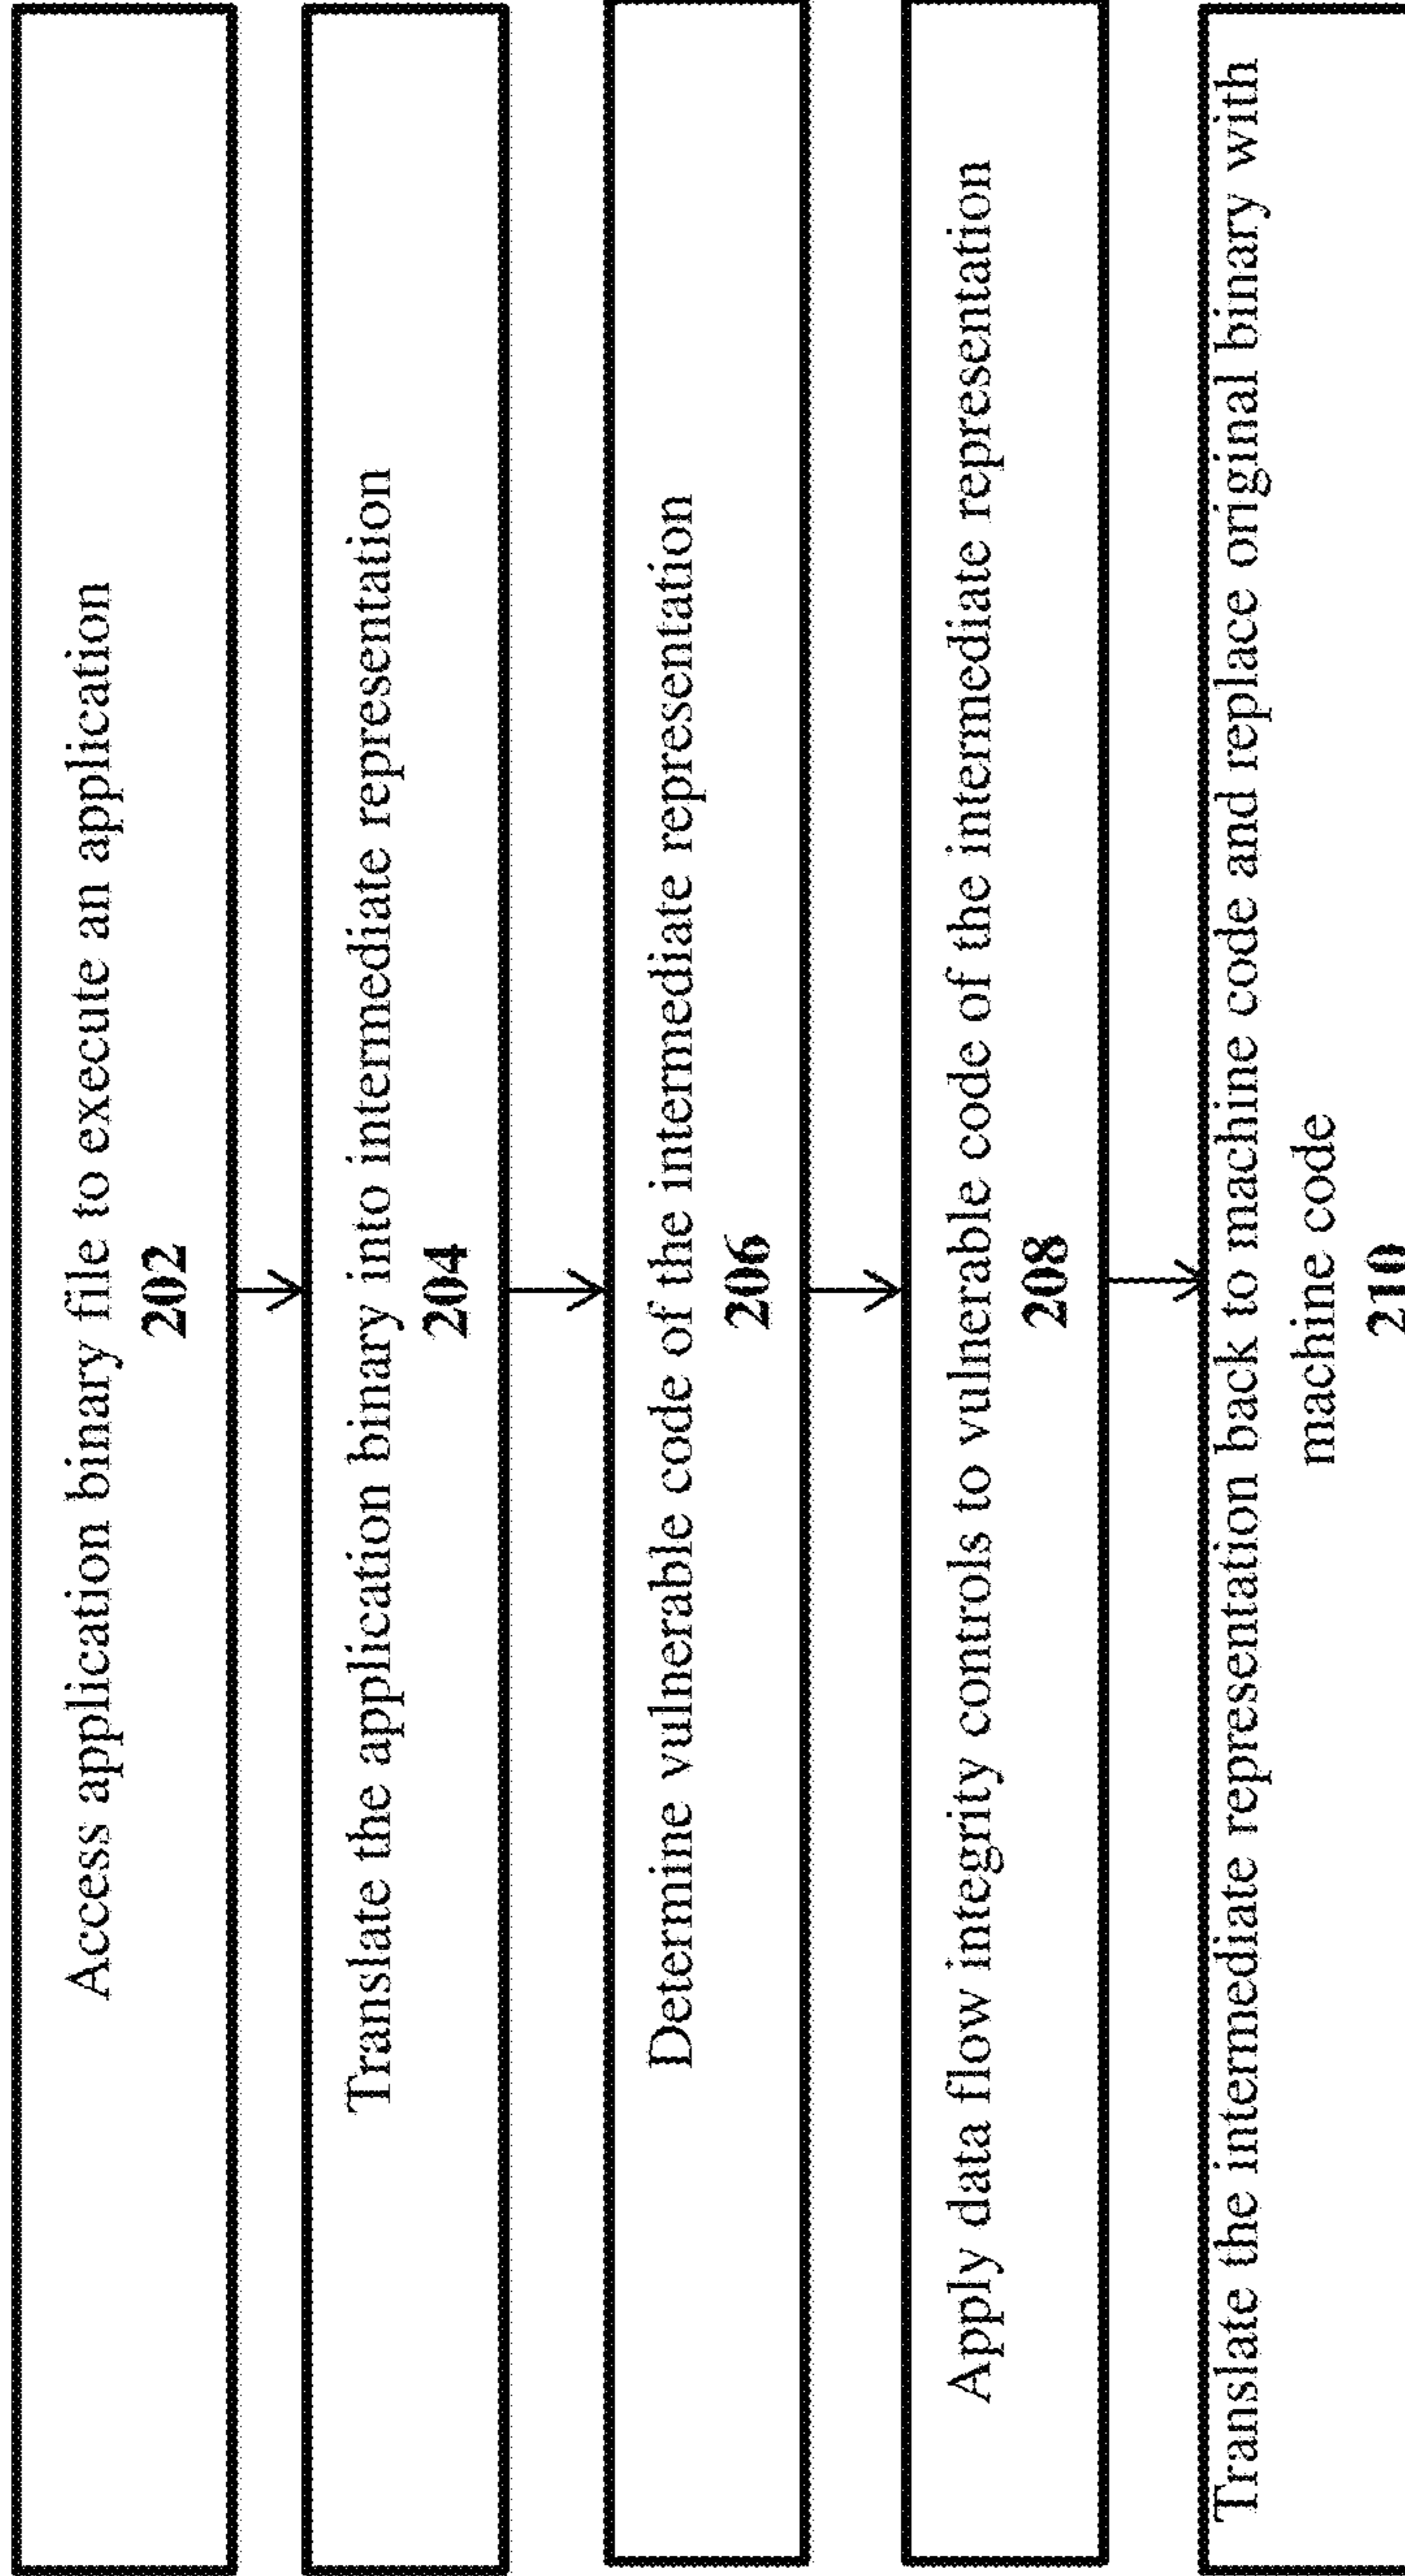 Access application binary file to execute an application
202
Translate the application binary into intermediate representation
204
Determine vulnerable code of the intermediate representation
206
Apply data flow integrity controls to vulnerable code of the intermediate representation
208
Translate the intermediate representation back to machine code and replace original binary with
machine code
210